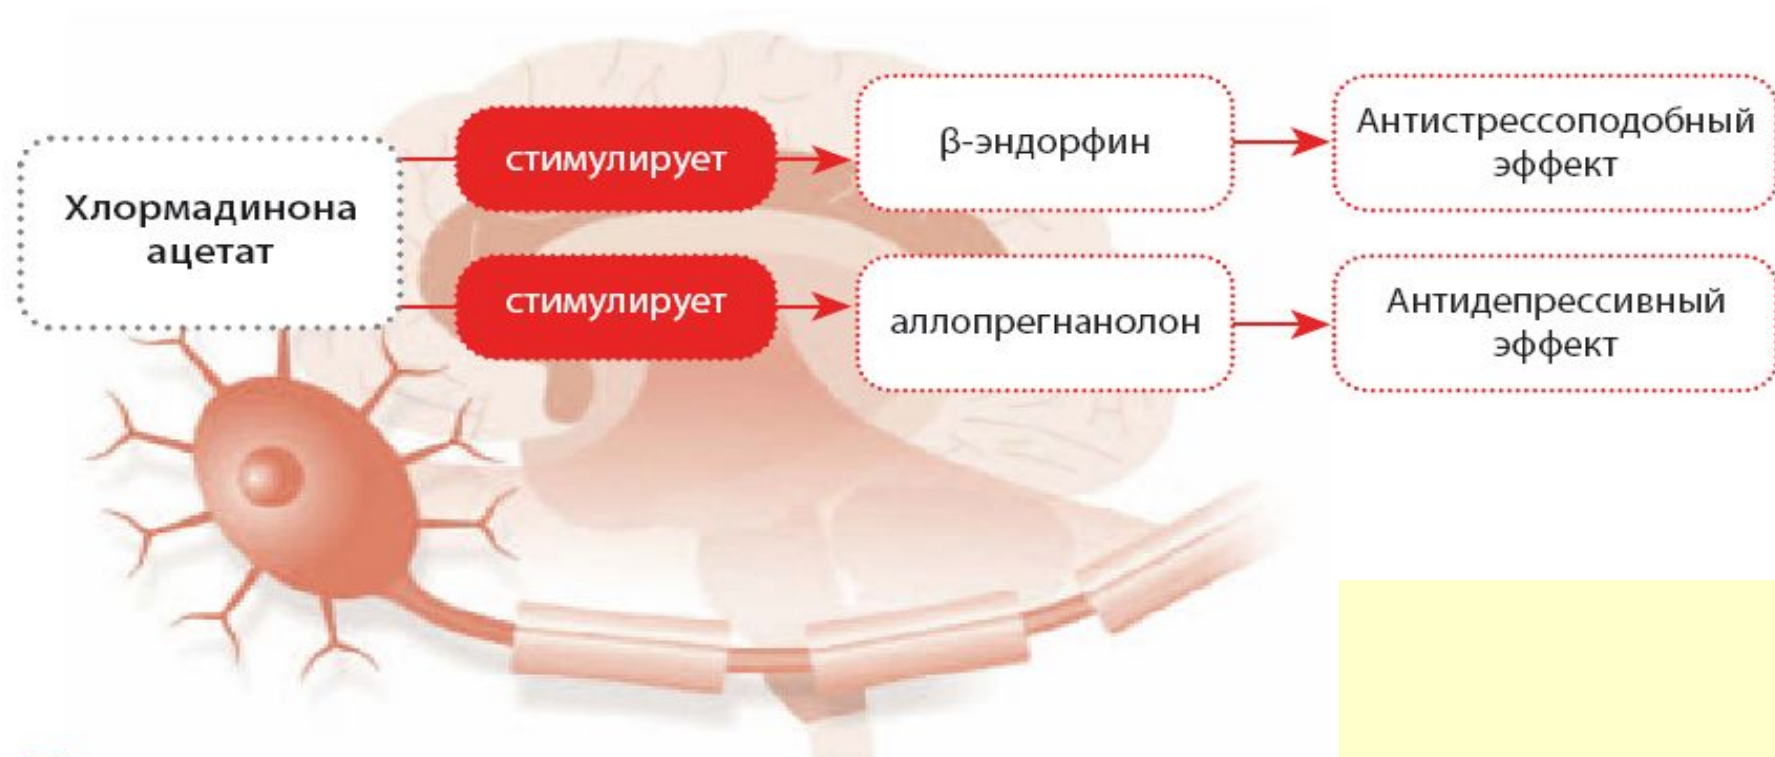 Хлормадинона
ацетат
стимулирует
β-эндорфин
Антистрессоподобный
эффект
стимулирует
аллопрегнанолон
Антидепрессивный
эффект